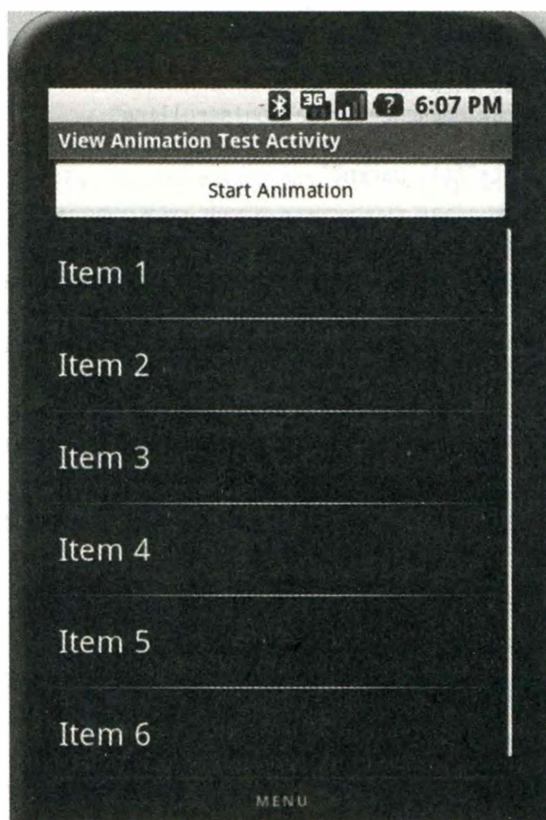 3G ? 6:07 PM
View Animation Test Activity
Start Animation
Item 1
Item 2
Item 3
Item 4
Item 5
Item 6
MENU